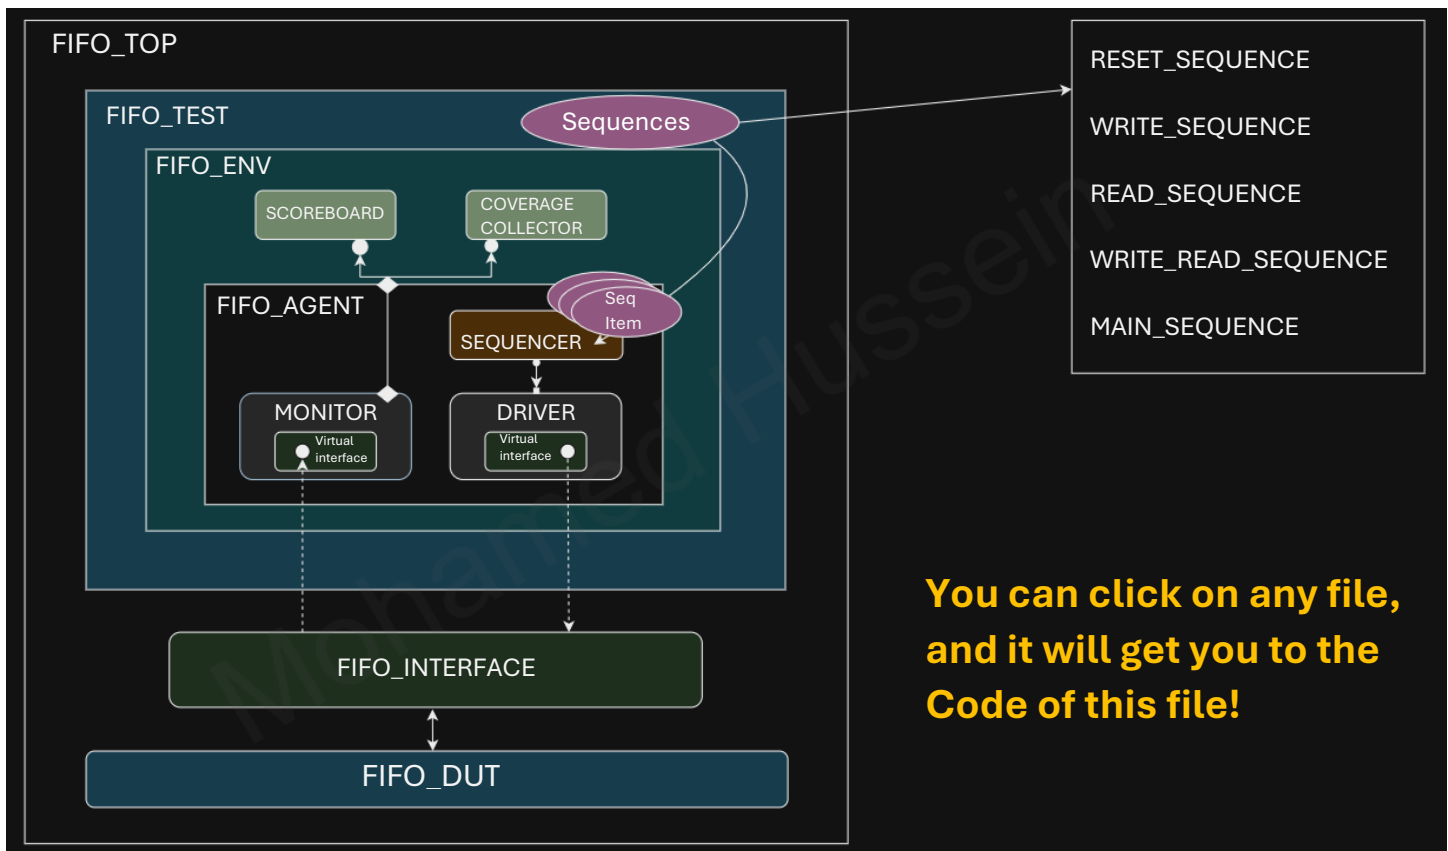 FIFO_TOP
FIFO_TEST
Sequences
FIFO_ENV
SCOREBOARD
COVERAGE
COLLECTOR
FIFO_AGENT
Seq
Item
SEQUENCER
MONITOR
Virtual
interface
DRIVER
Virtual
interface
FIFO_INTERFACE
FIFO_DUT
RESET_SEQUENCE
WRITE_SEQUENCE
READ_SEQUENCE
WRITE_READ_SEQUENCE
MAIN_SEQUENCE
You can click on any file,
and it will get you to the
Code of this file!
Mohamed Hussein